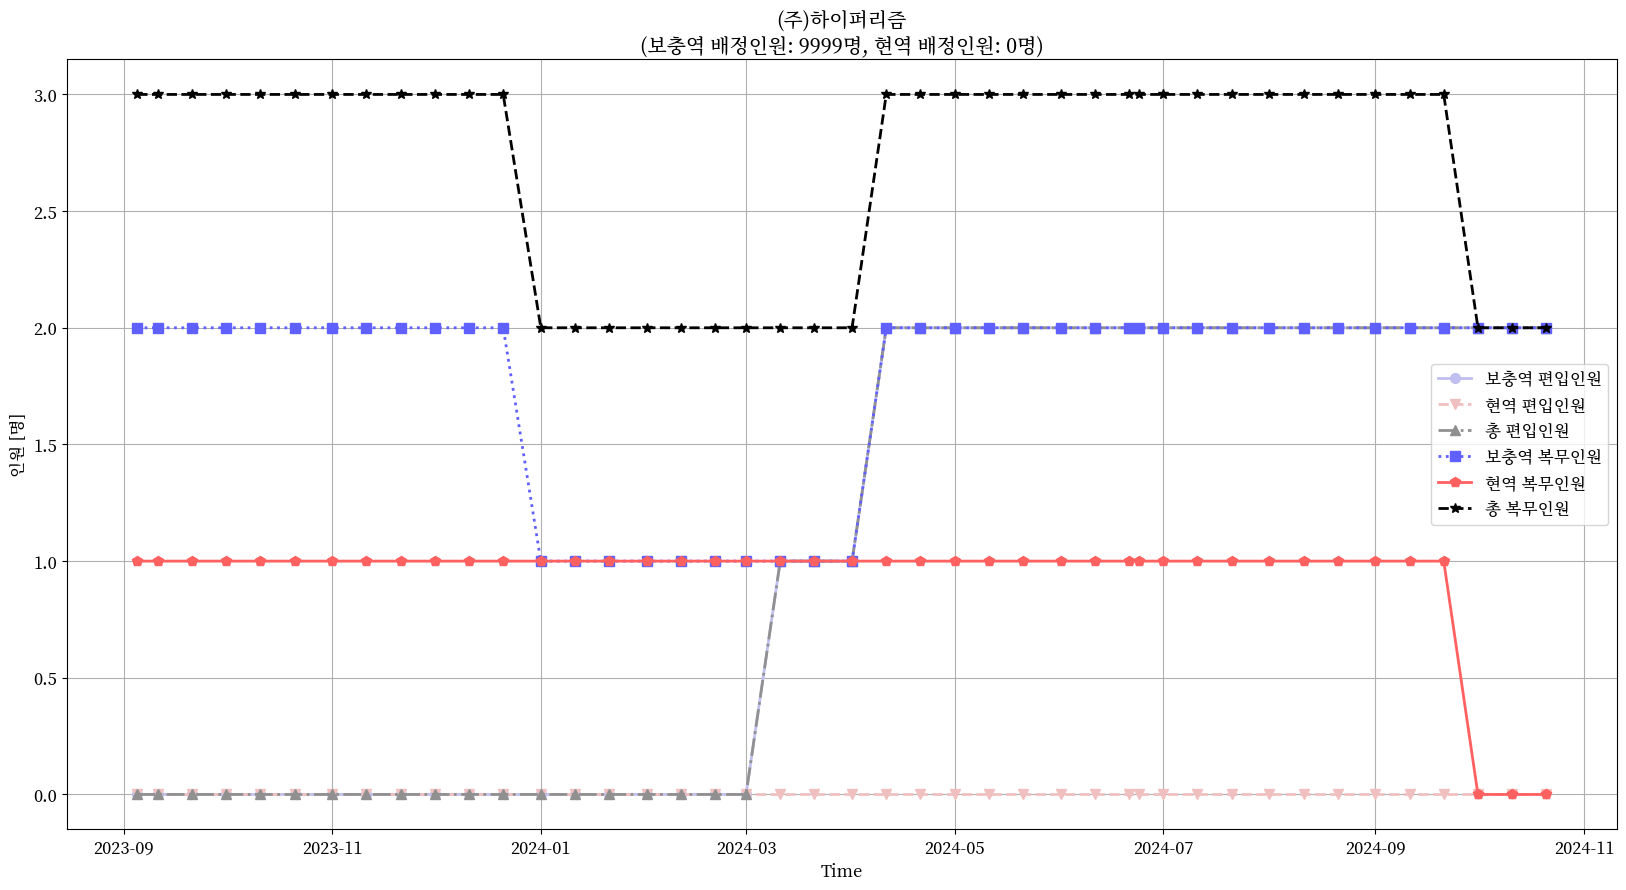 (주)하이퍼리즘
(보충역 배정인원: 9999명, 현역 배정인원: 0명)
인원 [명]
3.0
2.5
2.0
1.5
1.0
0.5
0.0
보충역 편입인원
현역 편입인원
총 편입인원
보충역 복무인원
현역 복무인원
총 복무인원
2023-09 2023-11 2024-01 2024-03 2024-05 2024-07 2024-09 2024-11
Time